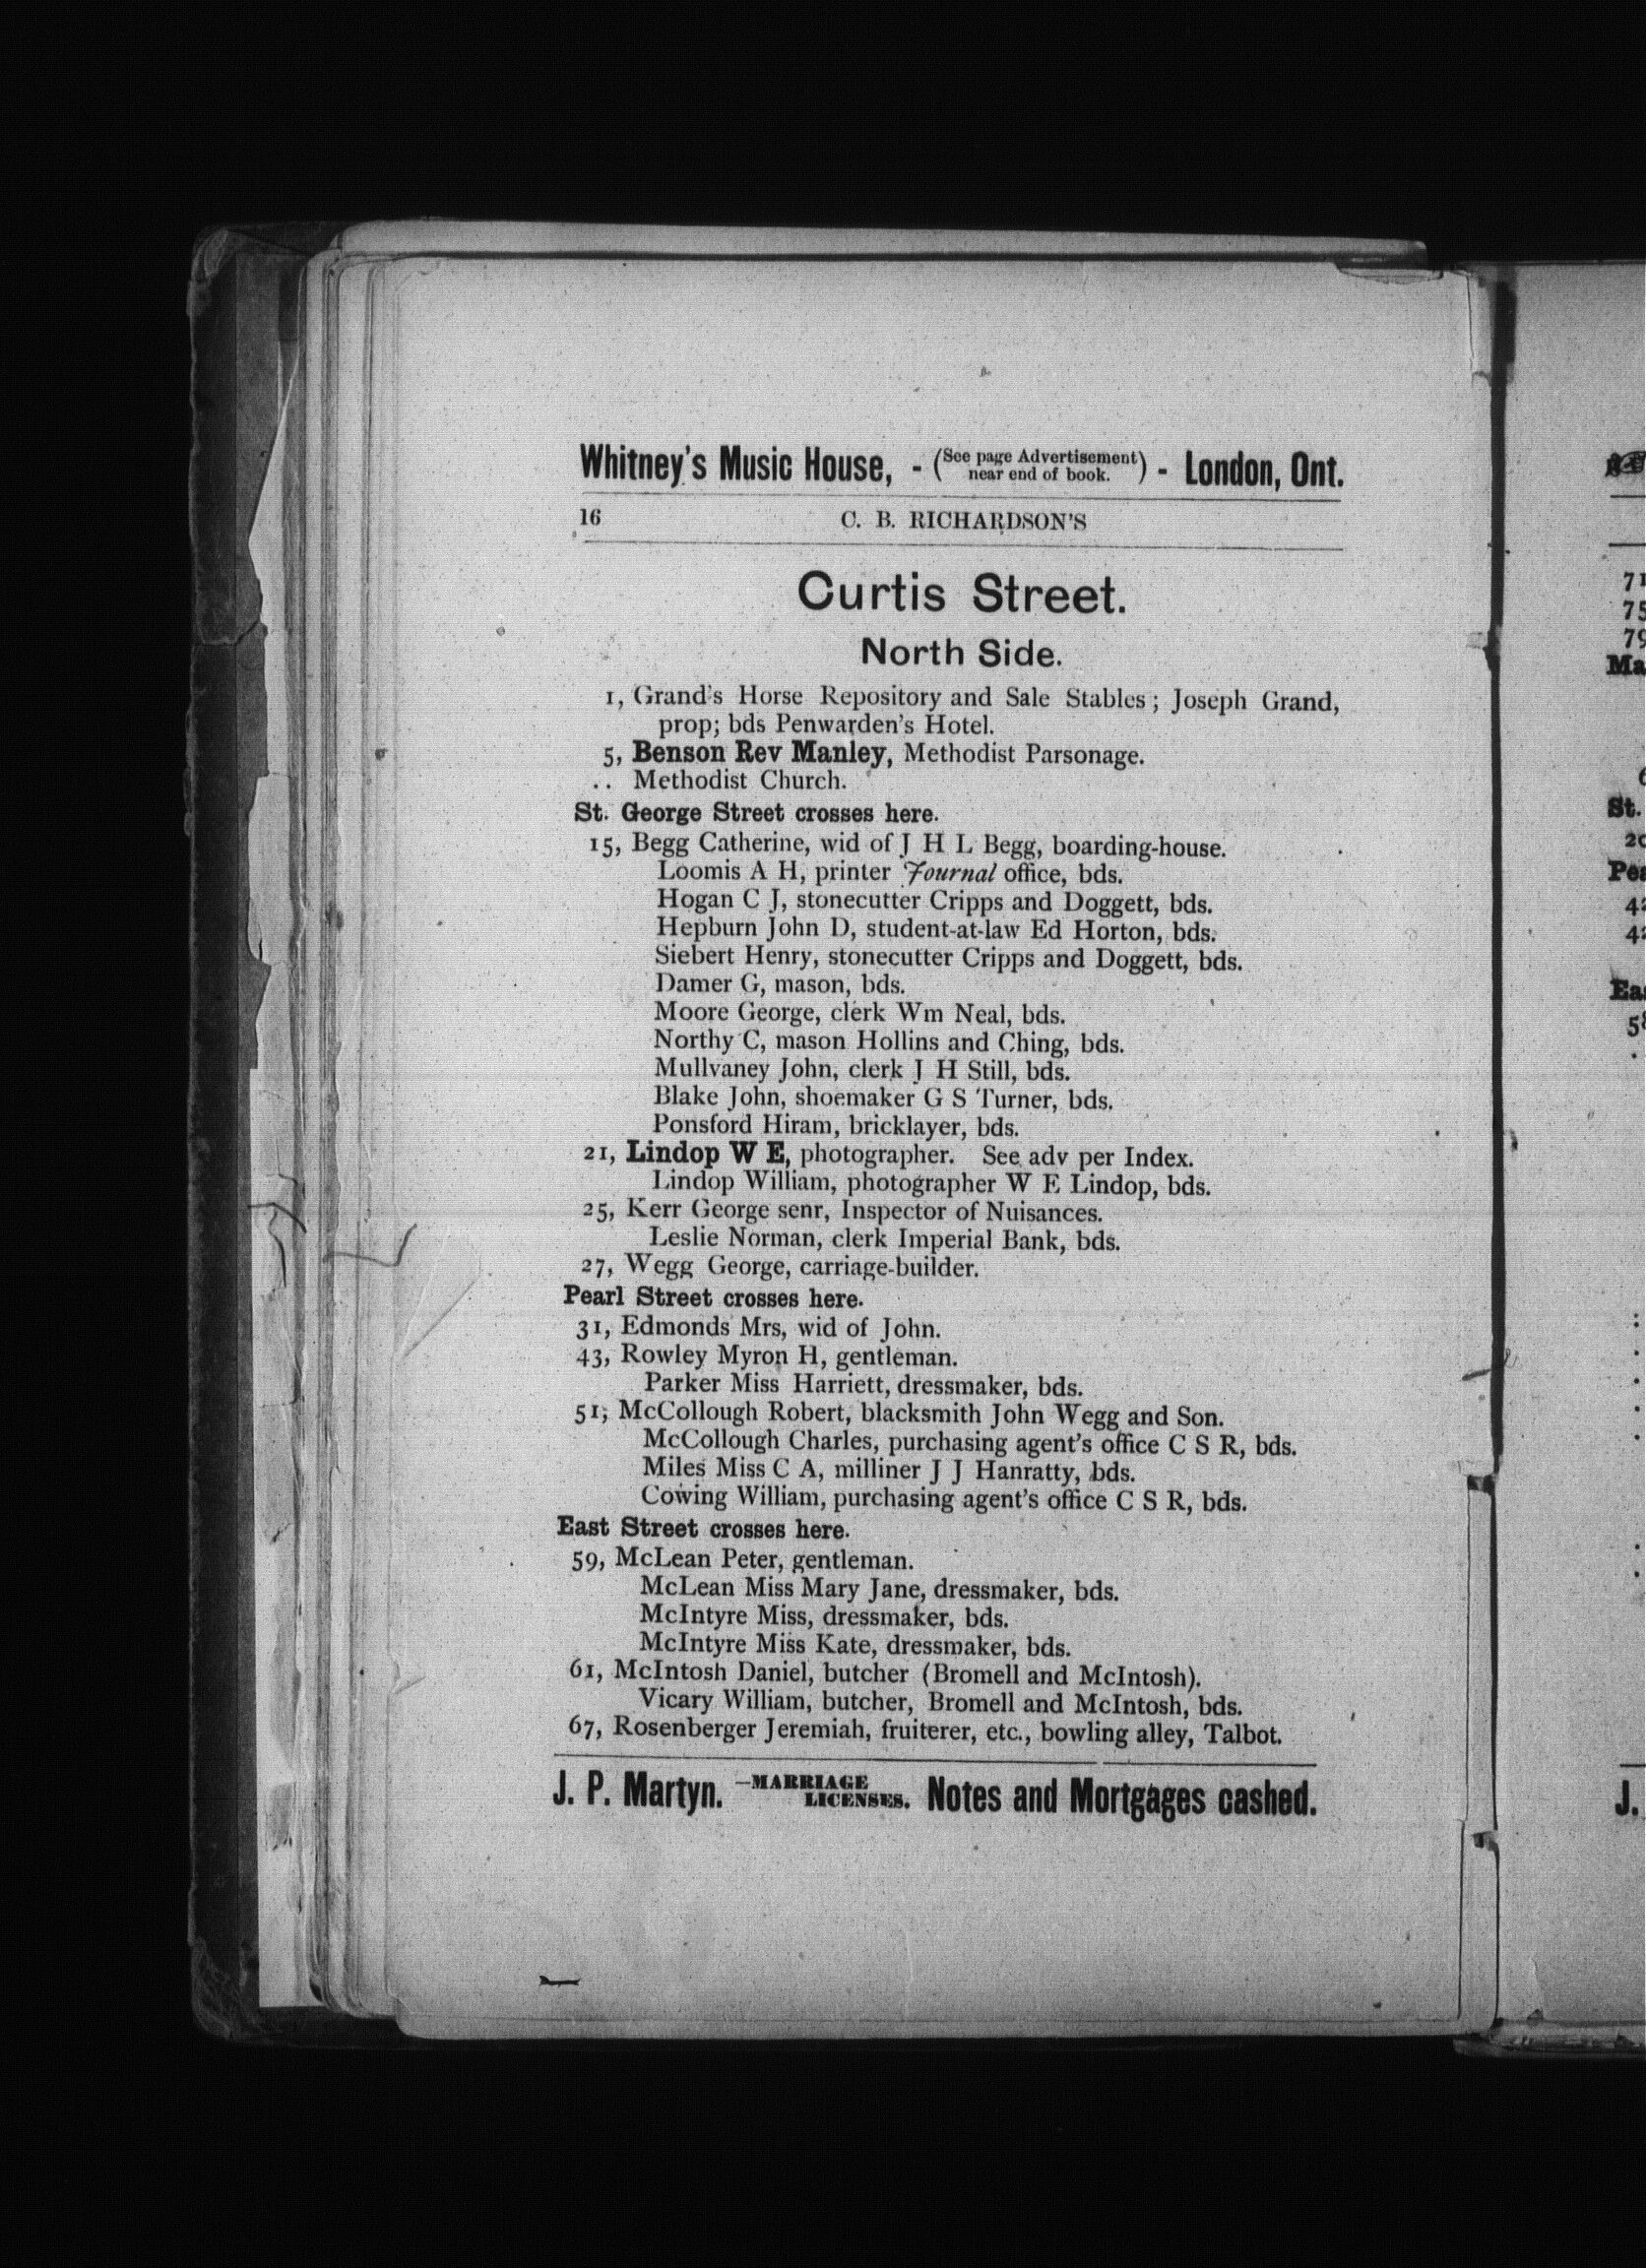 Whitney's Music House, - (See page Advertisement near end of book.) - London, Ont.
16 C. B. RICHARDSON'S
Curtis Street.
North Side.
1, Grand's Horse Repository and Sale Stables; Joseph Grand,
prop; bds Penwarden's Hotel.
5, Benson Rev Manley, Methodist Parsonage.
.. Methodist Church.
St. George Street crosses here.
15, Begg Catherine, wid of J H L Begg, boarding-house.
Loomis A H, printer Journal office, bds.
Hogan C J, stonecutter Cripps and Doggett, bds.
Hepburn John D, student-at-law Ed Horton, bds.
Siebert Henry, stonecutter Cripps and Doggett, bds.
Damer G, mason, bds.
Moore George, clerk Wm Neal, bds.
Northy C, mason Hollins and Ching, bds.
Mullvaney John, clerk J H Still, bds.
Blake John, shoemaker G S Turner, bds.
Ponsford Hiram, bricklayer, bds.
21, Lindop W E, photographer. See adv per Index.
Lindop William, photographer W E Lindop, bds.
25, Kerr George senr, Inspector of Nuisances.
Leslie Norman, clerk Imperial Bank, bds.
27, Wegg George, carriage-builder.
Pearl Street crosses here.
31, Edmonds Mrs, wid of John.
43, Rowley Myron H, gentleman.
Parker Miss Harriett, dressmaker, bds.
51, McCollough Robert, blacksmith John Wegg and Son.
McCollough Charles, purchasing agent's office C S R, bds.
Miles Miss C A, milliner J J Hanratty, bds.
Cowing William, purchasing agent's office C S R, bds.
East Street crosses here.
59, McLean Peter, gentleman.
McLean Miss Mary Jane, dressmaker, bds.
McIntyre Miss, dressmaker, bds.
McIntyre Miss Kate, dressmaker, bds.
61, McIntosh Daniel, butcher (Bromell and McIntosh).
Vicary William, butcher, Bromell and McIntosh, bds.
67, Rosenberger Jeremiah, fruiterer, etc., bowling alley, Talbot.
J. P. Martyn. —MARRIAGE LICENSES. Notes and Mortgages cashed.
71
75
79
St.
J.